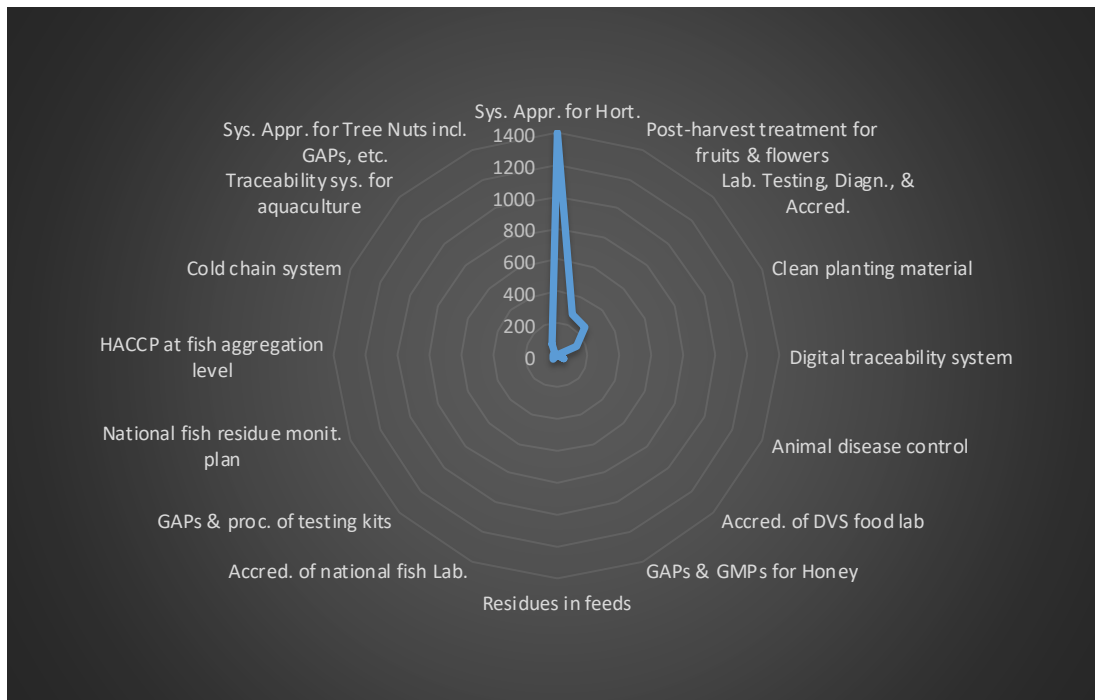 Sys. Appr. for Hort.
Post-harvest treatment for
fruits & flowers
Lab. Testing, Diagn., &
Accred.
Clean planting material
Digital traceability system
Animal disease control
Accred. of DVS food lab
GAPs & GMPs for Honey
Residues in feeds
Accred. of national fish Lab.
GAPs & proc. of testing kits
National fish residue monit.
plan
HACCP at fish aggregation
level
Cold chain system
Traceability sys. for
aquaculture
Sys. Appr. for Tree Nuts incl.
GAPs, etc.
1400
1200
1000
800
600
400
200
0